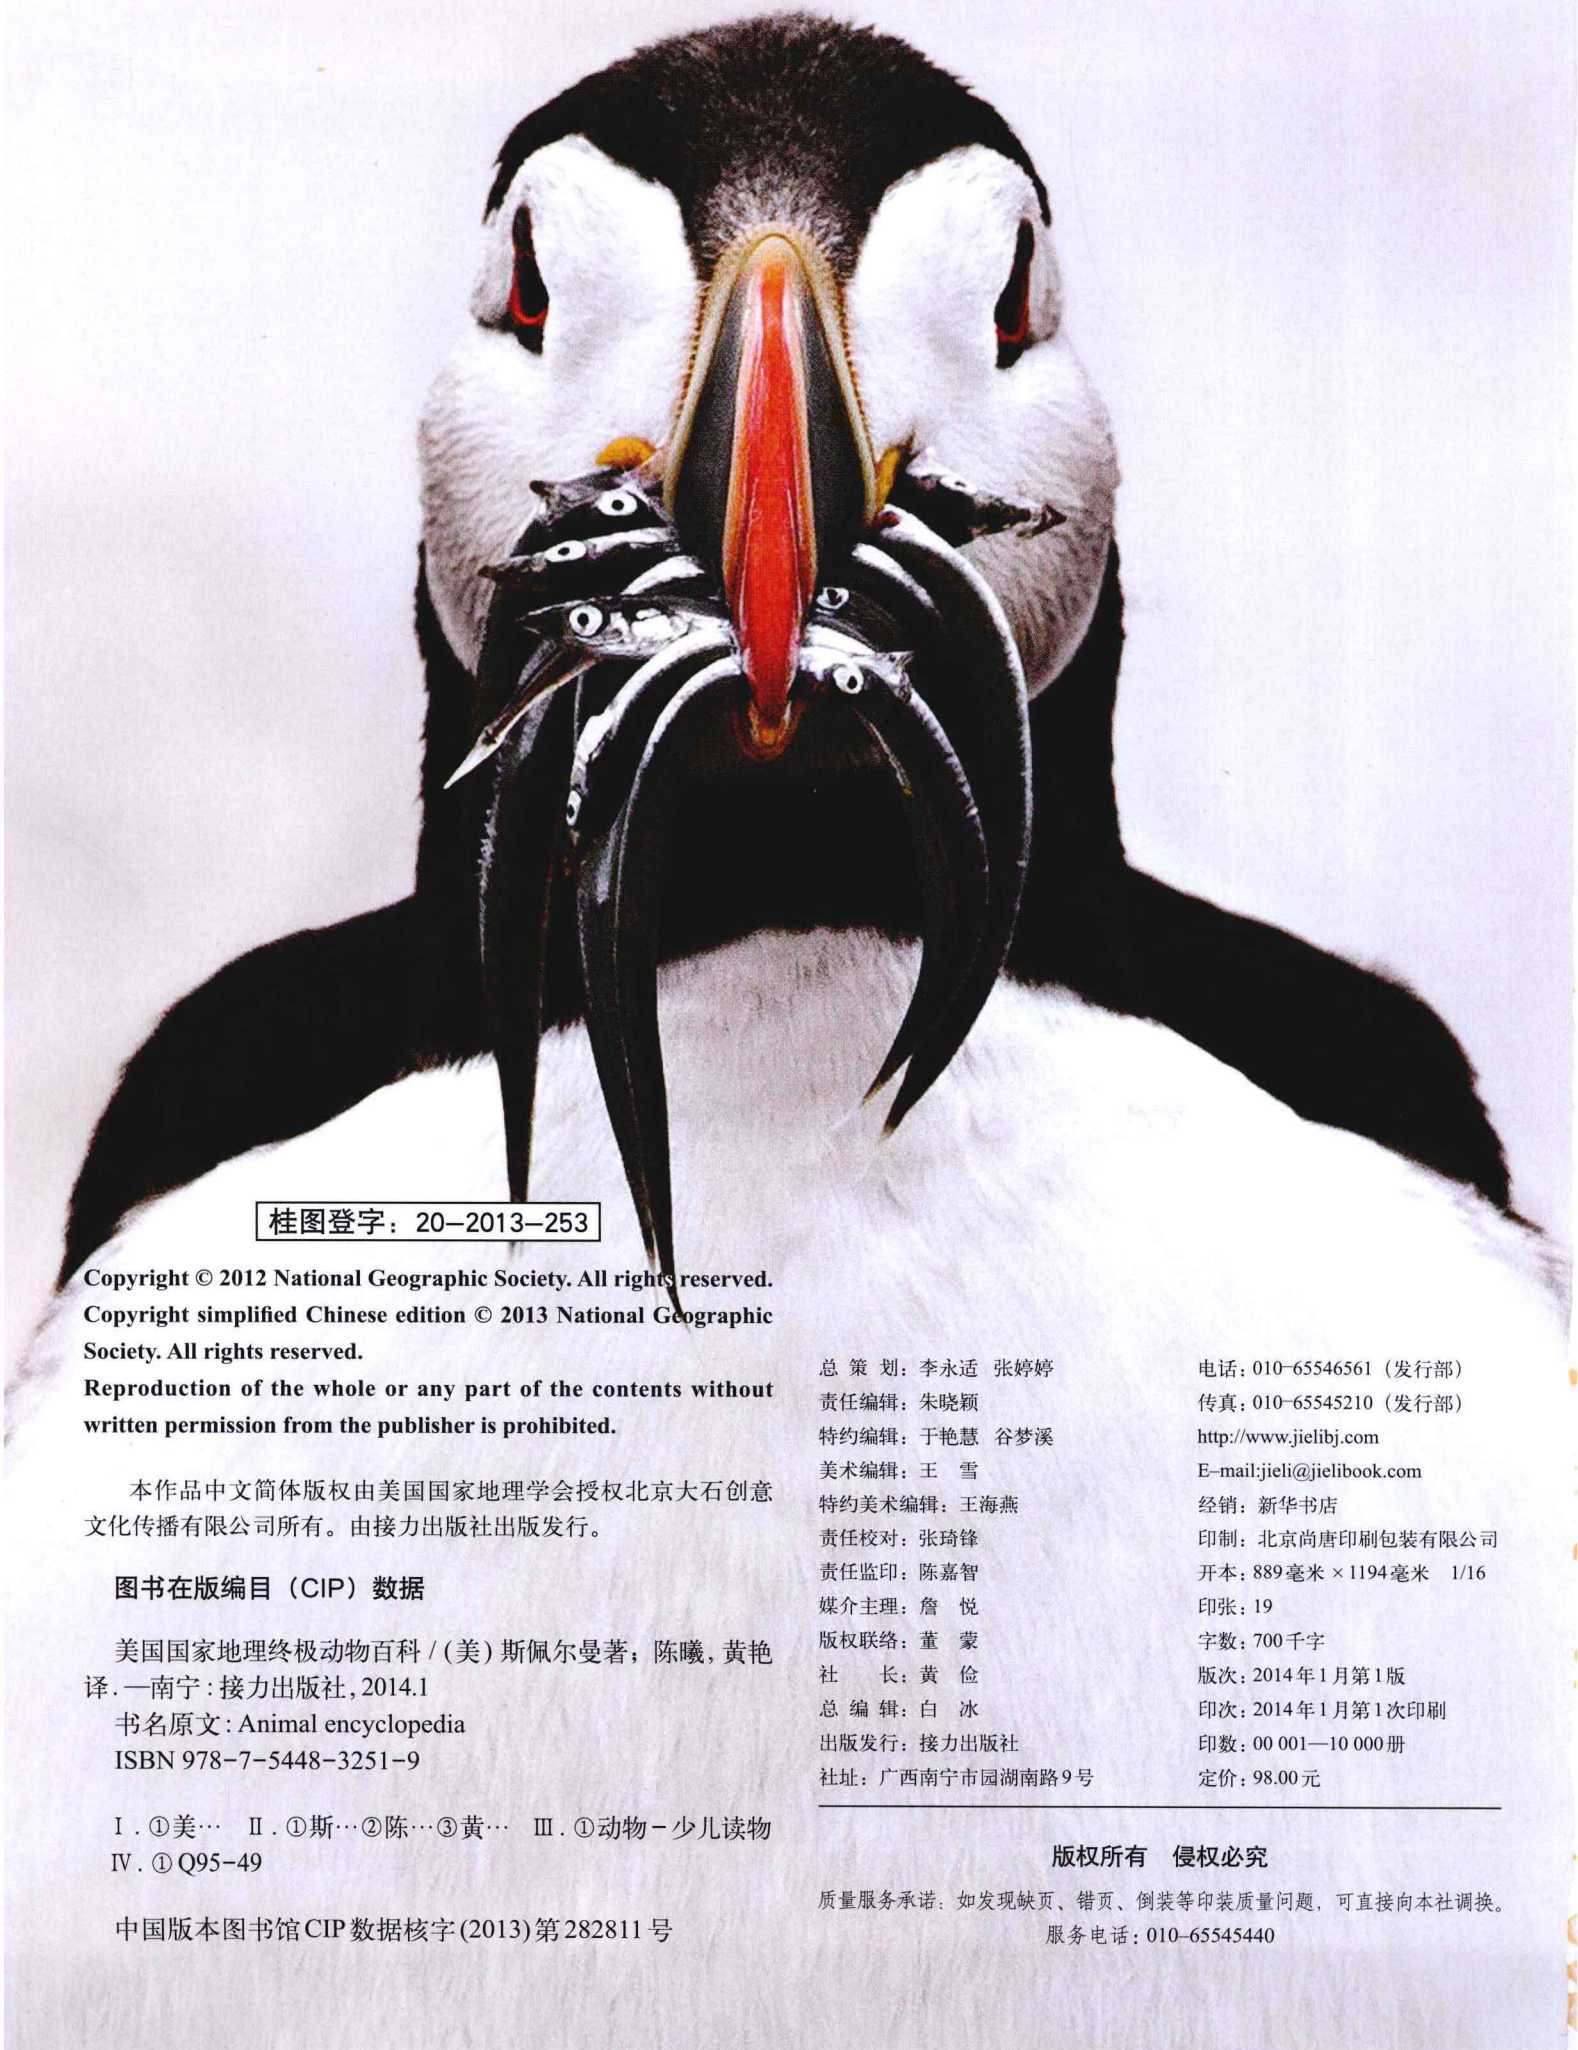 桂图登字：20-2013-253
Copyright © 2012 National Geographic Society. All rights reserved.
Copyright simplified Chinese edition © 2013 National Geographic
Society. All rights reserved.
Reproduction of the whole or any part of the contents without
written permission from the publisher is prohibited.
本作品中文简体版权由美国国家地理学会授权北京大石创意
文化传播有限公司所有。由接力出版社出版发行。
图书在版编目（CIP）数据
美国国家地理终极动物百科 / (美) 斯佩尔曼著；陈曦, 黄艳
译. —南宁 : 接力出版社, 2014.1
书名原文 : Animal encyclopedia
ISBN 978-7-5448-3251-9
Ⅰ . ①美… Ⅱ . ①斯…②陈…③黄… Ⅲ . ①动物－少儿读物
Ⅳ . ① Q95-49
中国版本图书馆CIP数据核字(2013)第282811号
总 策 划：李永适 张婷婷
责任编辑：朱晓颖
特约编辑：于艳慧 谷梦溪
美术编辑：王 雪
特约美术编辑：王海燕
责任校对：张琦锋
责任监印：陈嘉智
媒介主理：詹 悦
版权联络：董 蒙
社 长：黄 俭
总 编 辑：白 冰
出版发行：接力出版社
社址：广西南宁市园湖南路9号
电话：010-65546561（发行部）
传真：010-65545210（发行部）
http://www.jielibj.com
E-mail:jieli@jielibook.com
经销：新华书店
印制：北京尚唐印刷包装有限公司
开本：889毫米×1194毫米 1/16
印张：19
字数：700千字
版次：2014年1月第1版
印次：2014年1月第1次印刷
印数：00 001—10 000册
定价：98.00元
版权所有 侵权必究
质量服务承诺：如发现缺页、错页、倒装等印装质量问题，可直接向本社调换。
服务电话：010-65545440